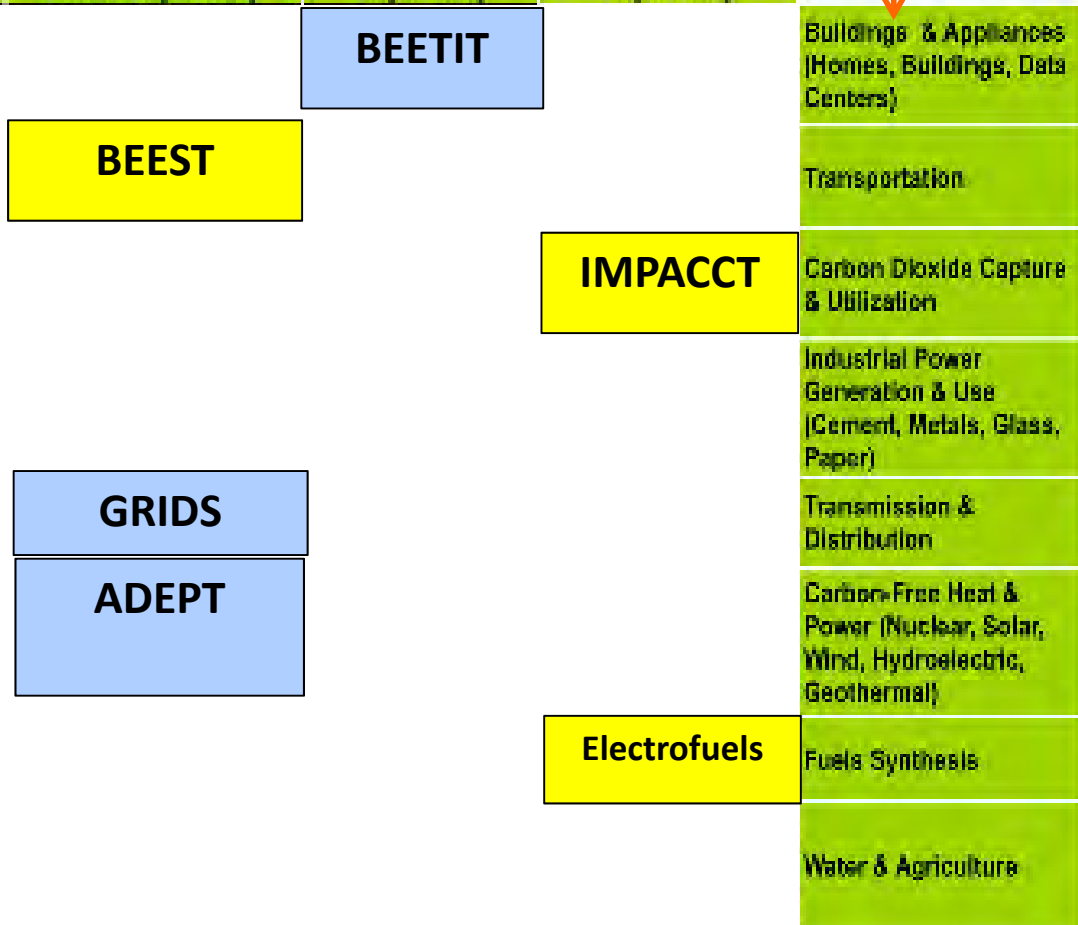 BEETIT
Buildings & Appliances
(Homes, Buildings, Data
Centers)
BEEST
Transportation
IMPACCT
Carbon Dioxide Capture
& Utilization
Industrial Power
Generation & Use
(Cement, Metals, Glass,
Paper)
GRIDS
Transmission &
Distribution
ADEPT
Carbon-Free Heat &
Power (Nuclear, Solar,
Wind, Hydroelectric,
Geothermal)
Electrofuels
Fuels Synthesis
Water & Agriculture